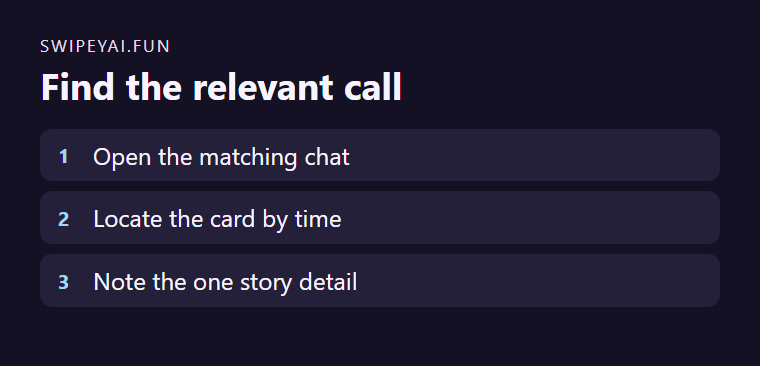 SWIPEYAI.FUN
Find the relevant call
1 Open the matching chat
2 Locate the card by time
3 Note the one story detail